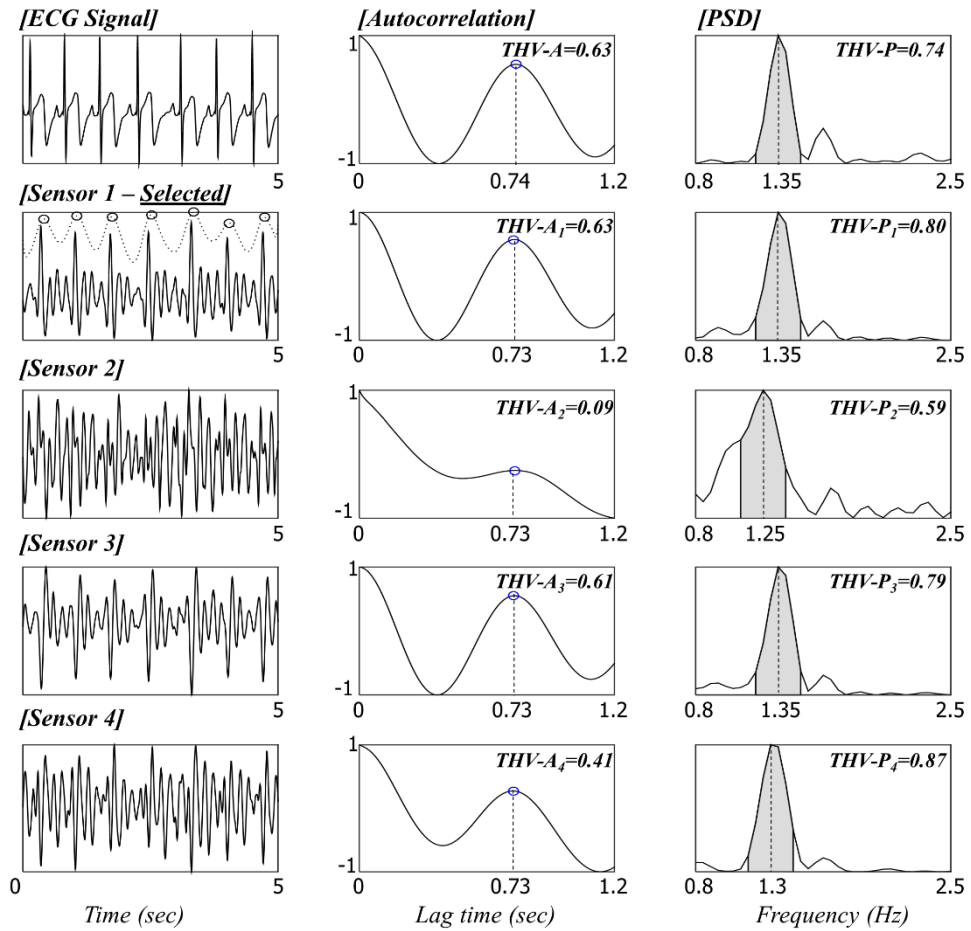 [ECG Signal] [Autocorrelation] [PSD]
1 THV-A=0.63 THV-P=0.74
-1
5 0 0.74 1.2 0.8 1.35 2.5
[Sensor 1 – Selected]
1 THV-A1=0.63 THV-P1=0.80
-1
5 0 0.73 1.2 0.8 1.35 2.5
[Sensor 2]
1 THV-A2=0.09 THV-P2=0.59
-1
5 0 0.73 1.2 0.8 1.25 2.5
[Sensor 3]
1 THV-A3=0.61 THV-P3=0.79
-1
5 0 0.73 1.2 0.8 1.35 2.5
[Sensor 4]
1 THV-A4=0.41 THV-P4=0.87
-1
0 5 0 0.73 1.2 0.8 1.3 2.5
Time (sec) Lag time (sec) Frequency (Hz)